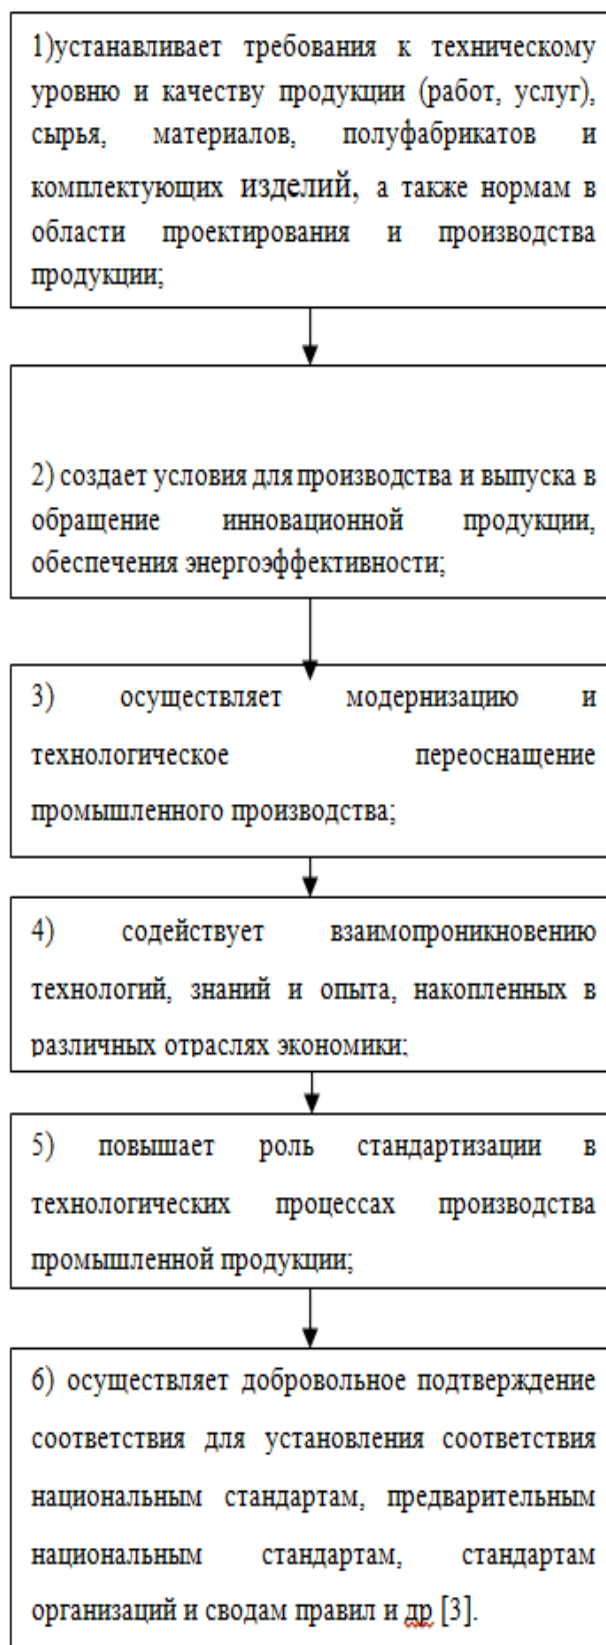 1)устанавливает требования к техническому
уровню и качеству продукции (работ, услуг),
сырья, материалов, полуфабрикатов и
комплектующих изделий, а также нормам в
области проектирования и производства
продукции;
2) создает условия для производства и выпуска в
обращение инновационной продукции,
обеспечения энергоэффективности;
3) осуществляет модернизацию и
технологическое переоснащение
промышленного производства;
4) содействует взаимопроникновению
технологий, знаний и опыта, накопленных в
различных отраслях экономики;
5) повышает роль стандартизации в
технологических процессах производства
промышленной продукции;
6) осуществляет добровольное подтверждение
соответствия для установления соответствия
национальным стандартам, предварительным
национальным стандартам, стандартам
организаций и сводам правил и др [3].